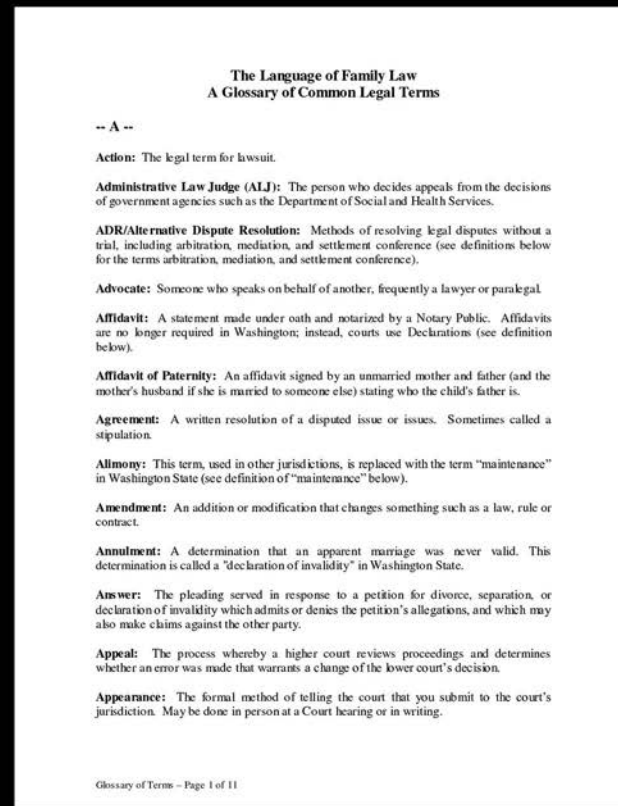 The Language of Family Law
A Glossary of Common Legal Terms
-- A --
Action: The legal term for lawsuit.
Administrative Law Judge (ALJ): The person who decides appeals from the decisions
of government agencies such as the Department of Social and Health Services.
ADR/Alternative Dispute Resolution: Methods of resolving legal disputes without a
trial, including arbitration, mediation, and settlement conference (see definitions below
for the terms arbitration, mediation, and settlement conference).
Advocate: Someone who speaks on behalf of another, frequently a lawyer or paralegal.
Affidavit: A statement made under oath and notarized by a Notary Public. Affidavits
are no longer required in Washington; instead, courts use Declarations (see definition
below).
Affidavit of Paternity: An affidavit signed by an unmarried mother and father (and the
mother's husband if she is married to someone else) stating who the child's father is.
Agreement: A written resolution of a disputed issue or issues. Sometimes called a
stipulation.
Alimony: This term, used in other jurisdictions, is replaced with the term “maintenance”
in Washington State (see definition of “maintenance” below).
Amendment: An addition or modification that changes something such as a law, rule or
contract.
Annulment: A determination that an apparent marriage was never valid. This
determination is called a "declaration of invalidity" in Washington State.
Answer: The pleading served in response to a petition for divorce, separation, or
declaration of invalidity which admits or denies the petition’s allegations, and which may
also make claims against the other party.
Appeal: The process whereby a higher court reviews proceedings and determines
whether an error was made that warrants a change of the lower court’s decision.
Appearance: The formal method of telling the court that you submit to the court’s
jurisdiction. May be done in person at a Court hearing or in writing.
Glossary of Terms – Page 1 of 11